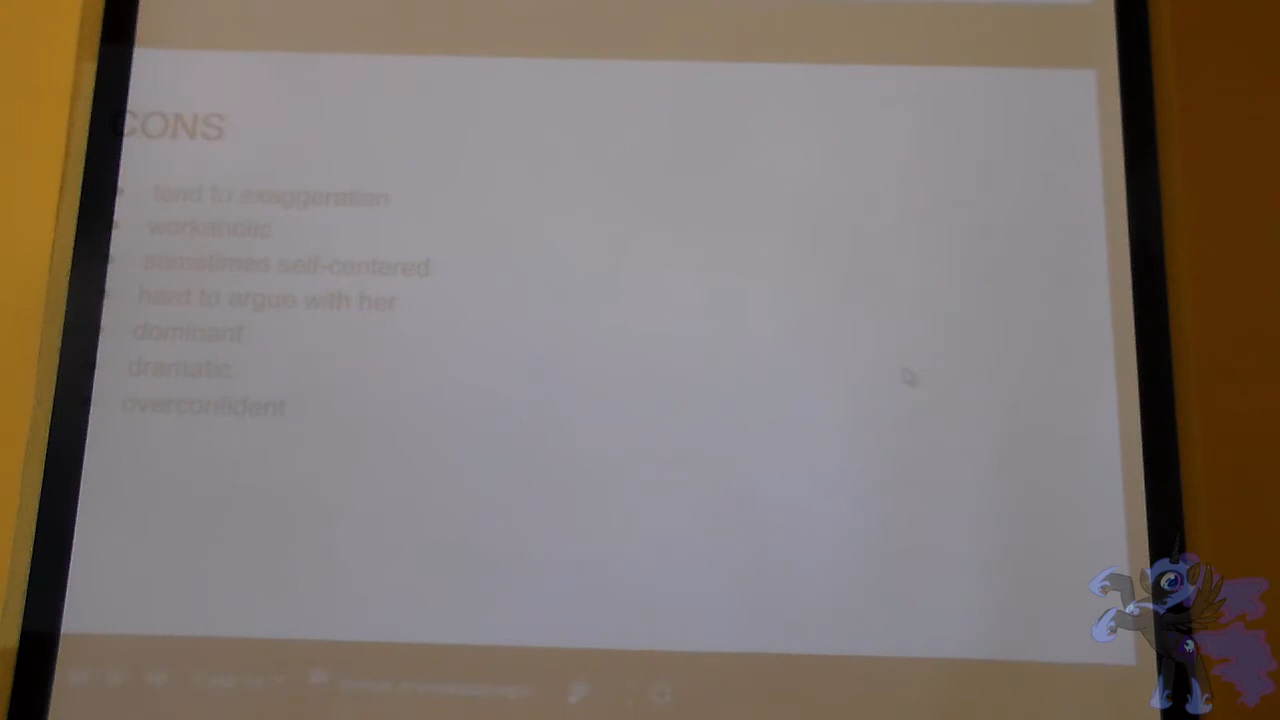 CONS
tend to exaggeration
workaholic
sometimes self-centered
hard to argue with her
dominant
dramatic
overconfident